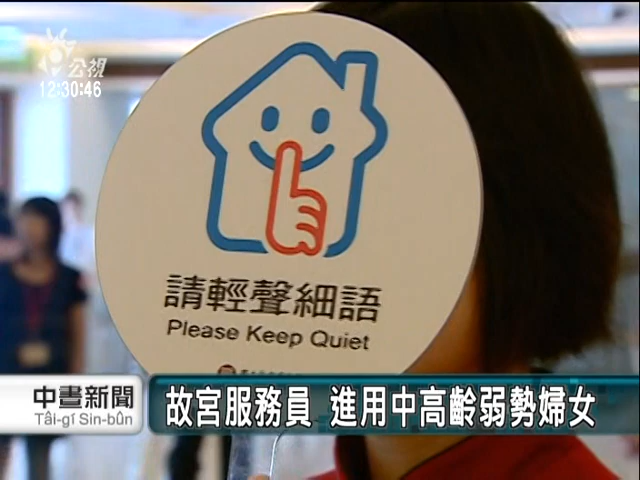 公視
12:30:46
請輕聲細語
Please Keep Quiet
中晝新聞
Tâi-gí Sin-bûn
故宮服務員 進用中高齡弱勢婦女